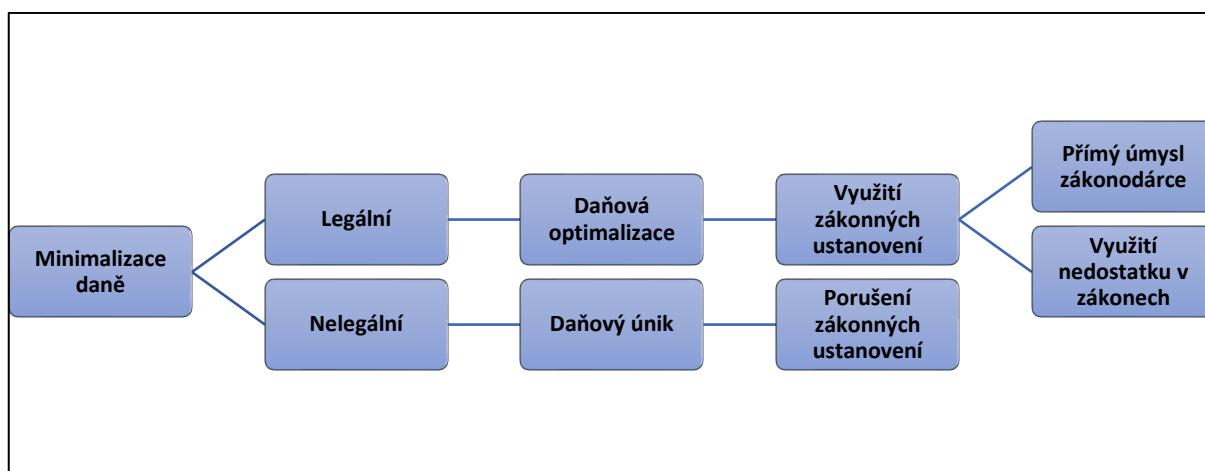 Minimalizace
daně
Legální
Daňová
optimalizace
Využití
zákonných
ustanovení
Přímý úmysl
zákonodárce
Využití
nedostatku v
zákonech
Nelegální
Daňový únik
Porušení
zákonných
ustanovení